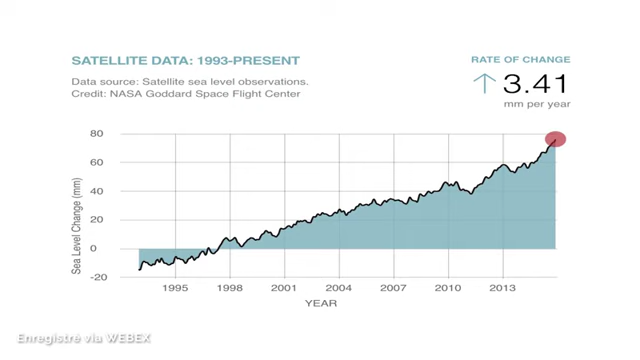 SATELLITE DATA: 1993-PRESENT
Data source: Satellite sea level observations.
Credit: NASA Goddard Space Flight Center
RATE OF CHANGE
↑ 3.41
mm per year
Sea Level Change (mm)
80
60
40
20
0
-20
1995 1998 2001 2004 2007 2010 2013
YEAR
Enregistré via WEBEX